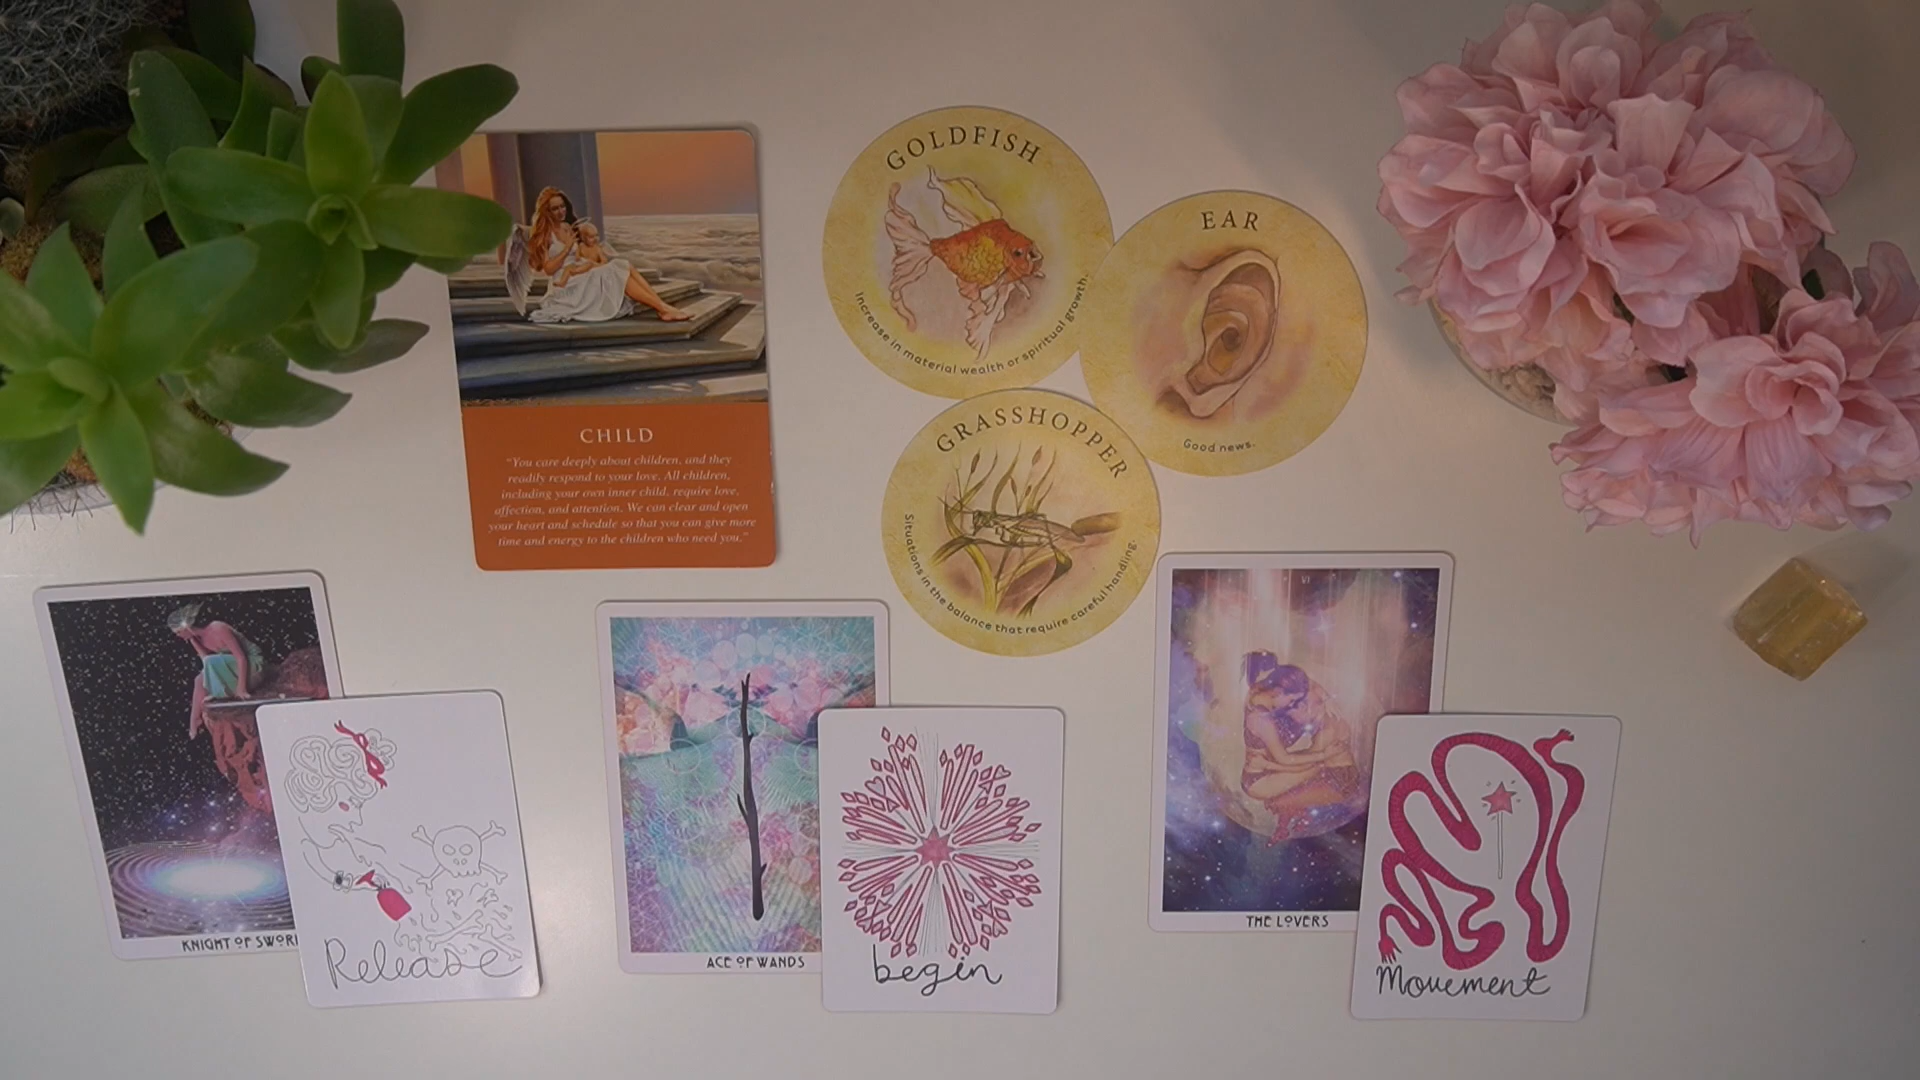 CHILD
"You care deeply about children, and they
readily respond to your love. All children,
including your own inner child, require love,
affection, and attention. We can clear and open
your heart and schedule so that you can give more
time and energy to the children who need you."
GOLDFISH
Increase in material wealth or spiritual growth.
EAR
Good news.
GRASSHOPPER
Situations in the balance that require careful handling.
KNIGHT OF SWOR
Release
ACE OF WANDS
begin
VI
THE LOVERS
Movement